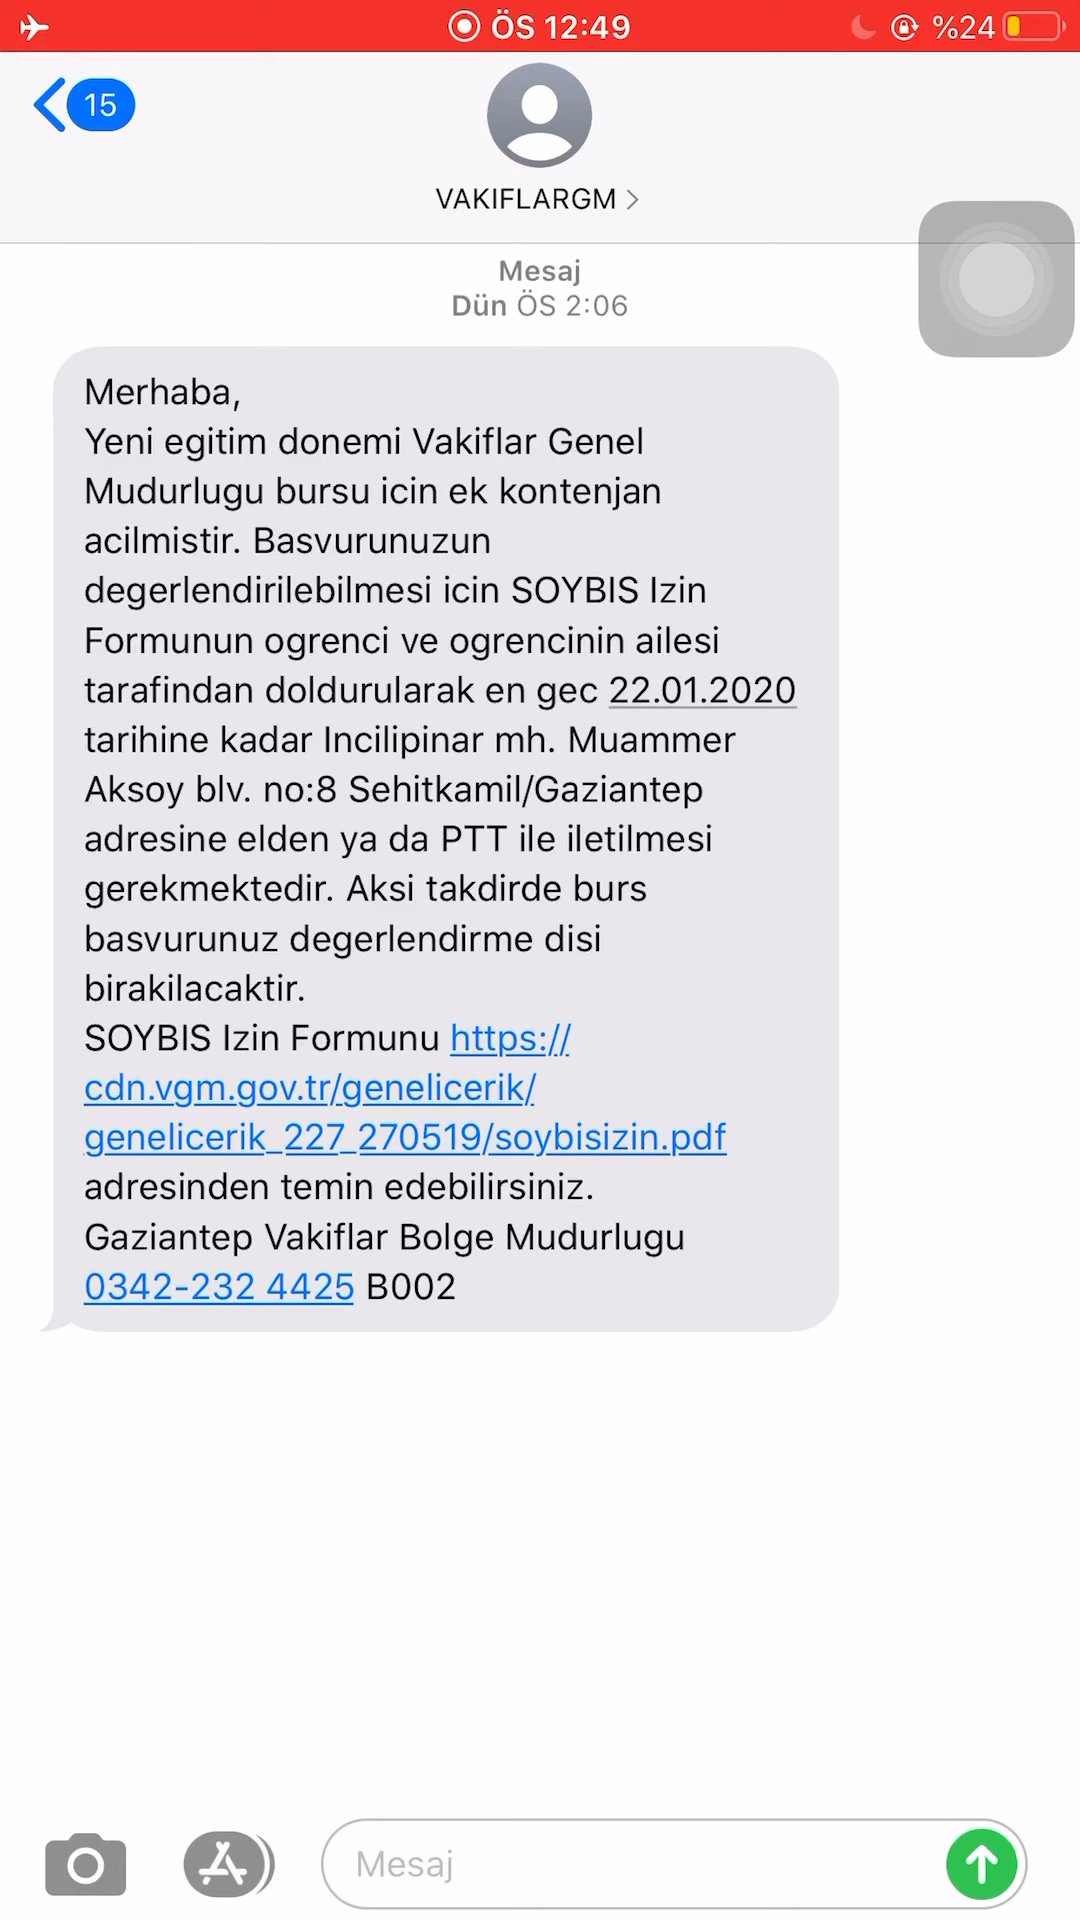 ÖS 12:49
%24
15
VAKIFLARGM
Mesaj
Dün ÖS 2:06
Merhaba,
Yeni egitim donemi Vakiflar Genel
Mudurlugu bursu icin ek kontenjan
acilmistir. Basvurunuzun
degerlendirilebilmesi icin SOYBIS Izin
Formunun ogrenci ve ogrencinin ailesi
tarafindan doldurularak en gec 22.01.2020
tarihine kadar Incilipinar mh. Muammer
Aksoy blv. no:8 Sehitkamil/Gaziantep
adresine elden ya da PTT ile iletilmesi
gerekmektedir. Aksi takdirde burs
basvurunuz degerlendirme disi
birakilacaktir.
SOYBIS Izin Formunu https://
cdn.vgm.gov.tr/genelicerik/
genelicerik_227_270519/soybisizin.pdf
adresinden temin edebilirsiniz.
Gaziantep Vakiflar Bolge Mudurlugu
0342-232 4425 B002
Mesaj